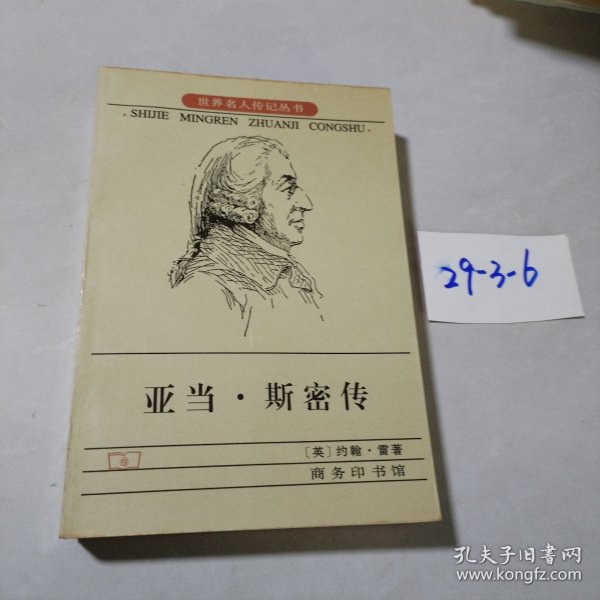 世界名人传记丛书
· SHIJIE MINGREN ZHUANJI CONGSHU ·
29-3-6
亚当·斯密传
〔英〕约翰·雷著
商务印书馆
孔夫子旧书网
www.kongfz.com